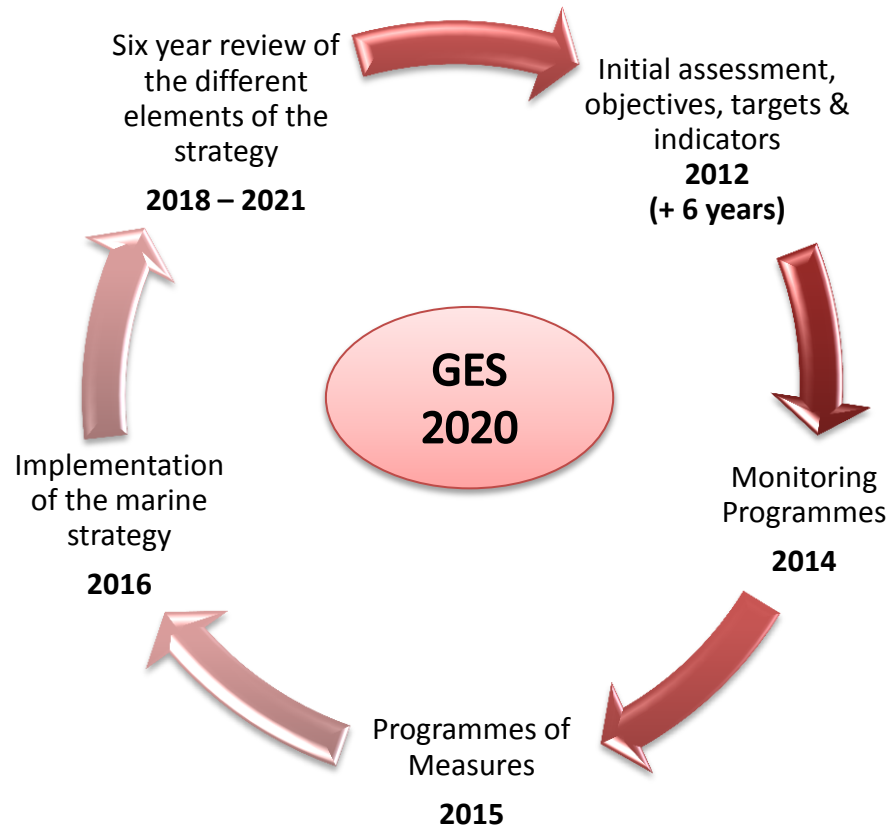 Six year review of
the different
elements of the
strategy
2018 – 2021
Initial assessment,
objectives, targets &
indicators
2012
(+ 6 years)
GES
2020
Monitoring
Programmes
2014
Programmes of
Measures
2015
Implementation
of the marine
strategy
2016